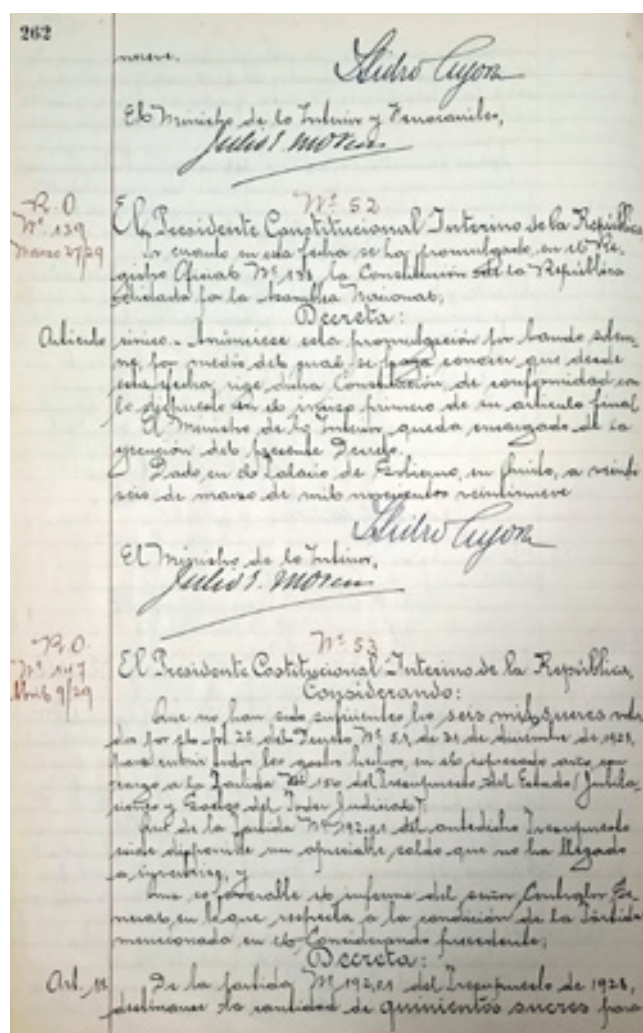 262
nueve.
Isidro Ayora
El Ministro de lo Interior y Ferrocarriles,
Julio E. Moreno
R. O.
Nº 139
Marzo 27/29
Nº 52
El Presidente Constitucional Interino de la República
Por cuanto en esta fecha se ha promulgado, en el Re-
gistro Oficial Nº 138, la Constitución de la República
dictada por la Asamblea Nacional,
Decreta:
Artículo único.- Anúnciese esta promulgación por bando solem-
ne, por medio del cual se haga conocer que desde
esta fecha, rige dicha Constitución, de conformidad con
lo dispuesto en el inciso primero de su artículo final
El Ministro de lo Interior queda encargado de la
ejecución del presente Decreto.
Dado, en el Palacio de Gobierno, en Quito, a veinte
seis de marzo de mil novecientos veintinueve
Isidro Ayora
El Ministro de lo Interior,
Julio E. Moreno
R. O.
Nº 147
Abril 9/29
Nº 53
El Presidente Costitucional Interino de la República,
Considerando:
Que no han sido suficientes los seis mil sucres
dos por el Art. 25 del Decreto Nº de 31 de diciembre de 1928,
para cubrir todos los gastos hechos, en el expresado año con
cargo a la Partida Nº 150 del Presupuesto del Estado (Jubila-
ciones y del Poder Judicial);
Que de la partida Nº 192,01 del antedicho Presupuesto
disponible un apreciable saldo que no ha llegado
a invertirse, y
Que es favorable el informe del señor Contralor Ge-
neral, en lo que respecta a la condición de la Partida
mencionada en el Considerando precedente,
Decreta:
Art. 1º De la partida Nº 192,01 del Presupuesto de 1928,
la cantidad de quinientos sucres para